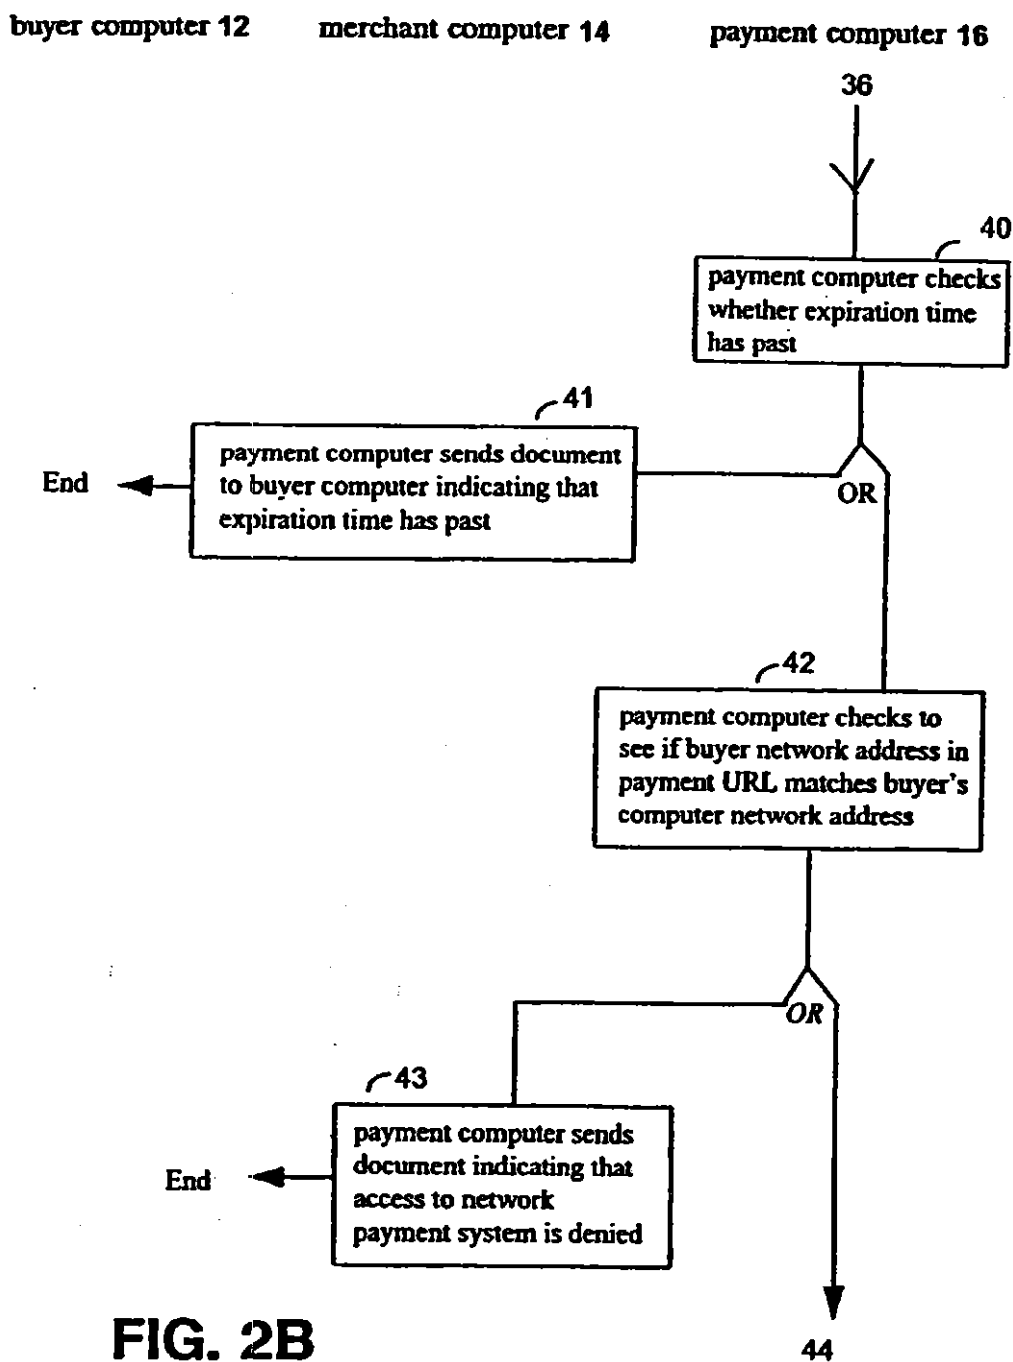 buyer computer 12 merchant computer 14 payment computer 16
36
40
payment computer checks
whether expiration time
has past
41
payment computer sends document
to buyer computer indicating that
expiration time has past
End
OR
42
payment computer checks to
see if buyer network address in
payment URL matches buyer's
computer network address
OR
43
payment computer sends
document indicating that
access to network
payment system is denied
End
44
FIG. 2B